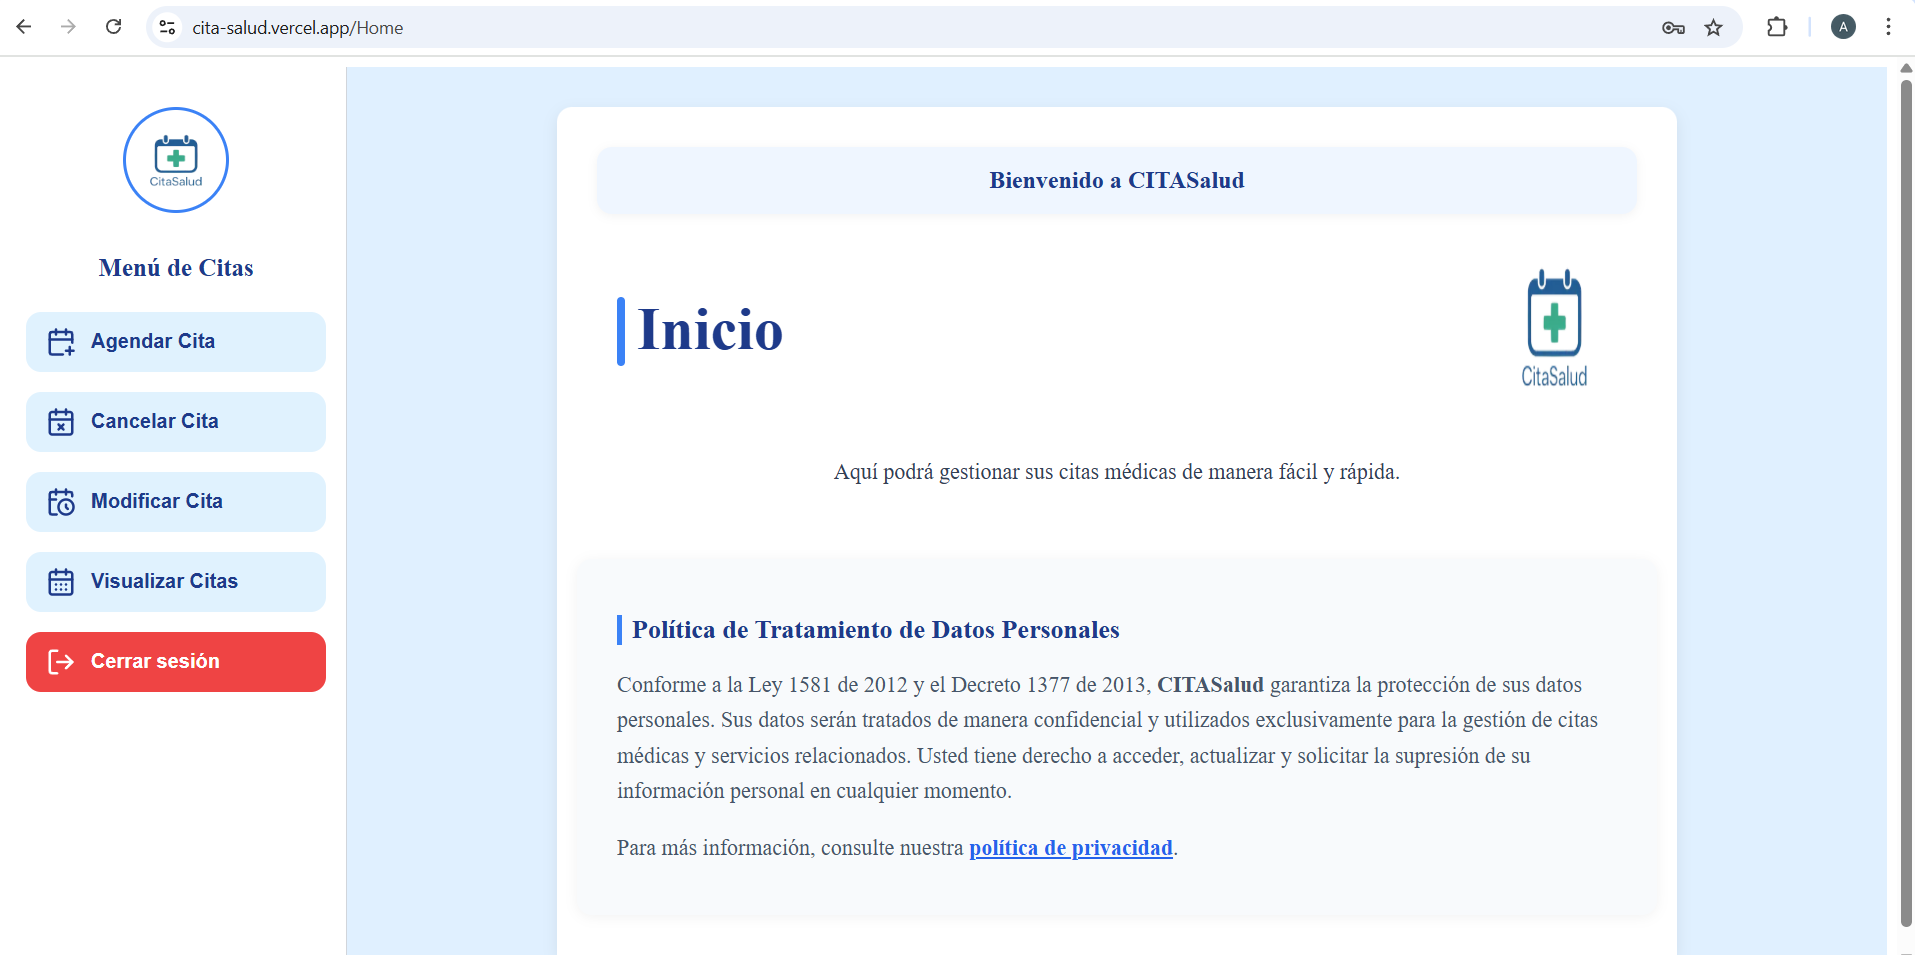 cita-salud.vercel.app/Home
A
CitaSalud
Menú de Citas
Agendar Cita
Cancelar Cita
Modificar Cita
Visualizar Citas
Cerrar sesión
Bienvenido a CITASalud
Inicio
CitaSalud
Aquí podrá gestionar sus citas médicas de manera fácil y rápida.
Política de Tratamiento de Datos Personales
Conforme a la Ley 1581 de 2012 y el Decreto 1377 de 2013, CITASalud garantiza la protección de sus datos
personales. Sus datos serán tratados de manera confidencial y utilizados exclusivamente para la gestión de citas
médicas y servicios relacionados. Usted tiene derecho a acceder, actualizar y solicitar la supresión de su
información personal en cualquier momento.
Para más información, consulte nuestra política de privacidad.